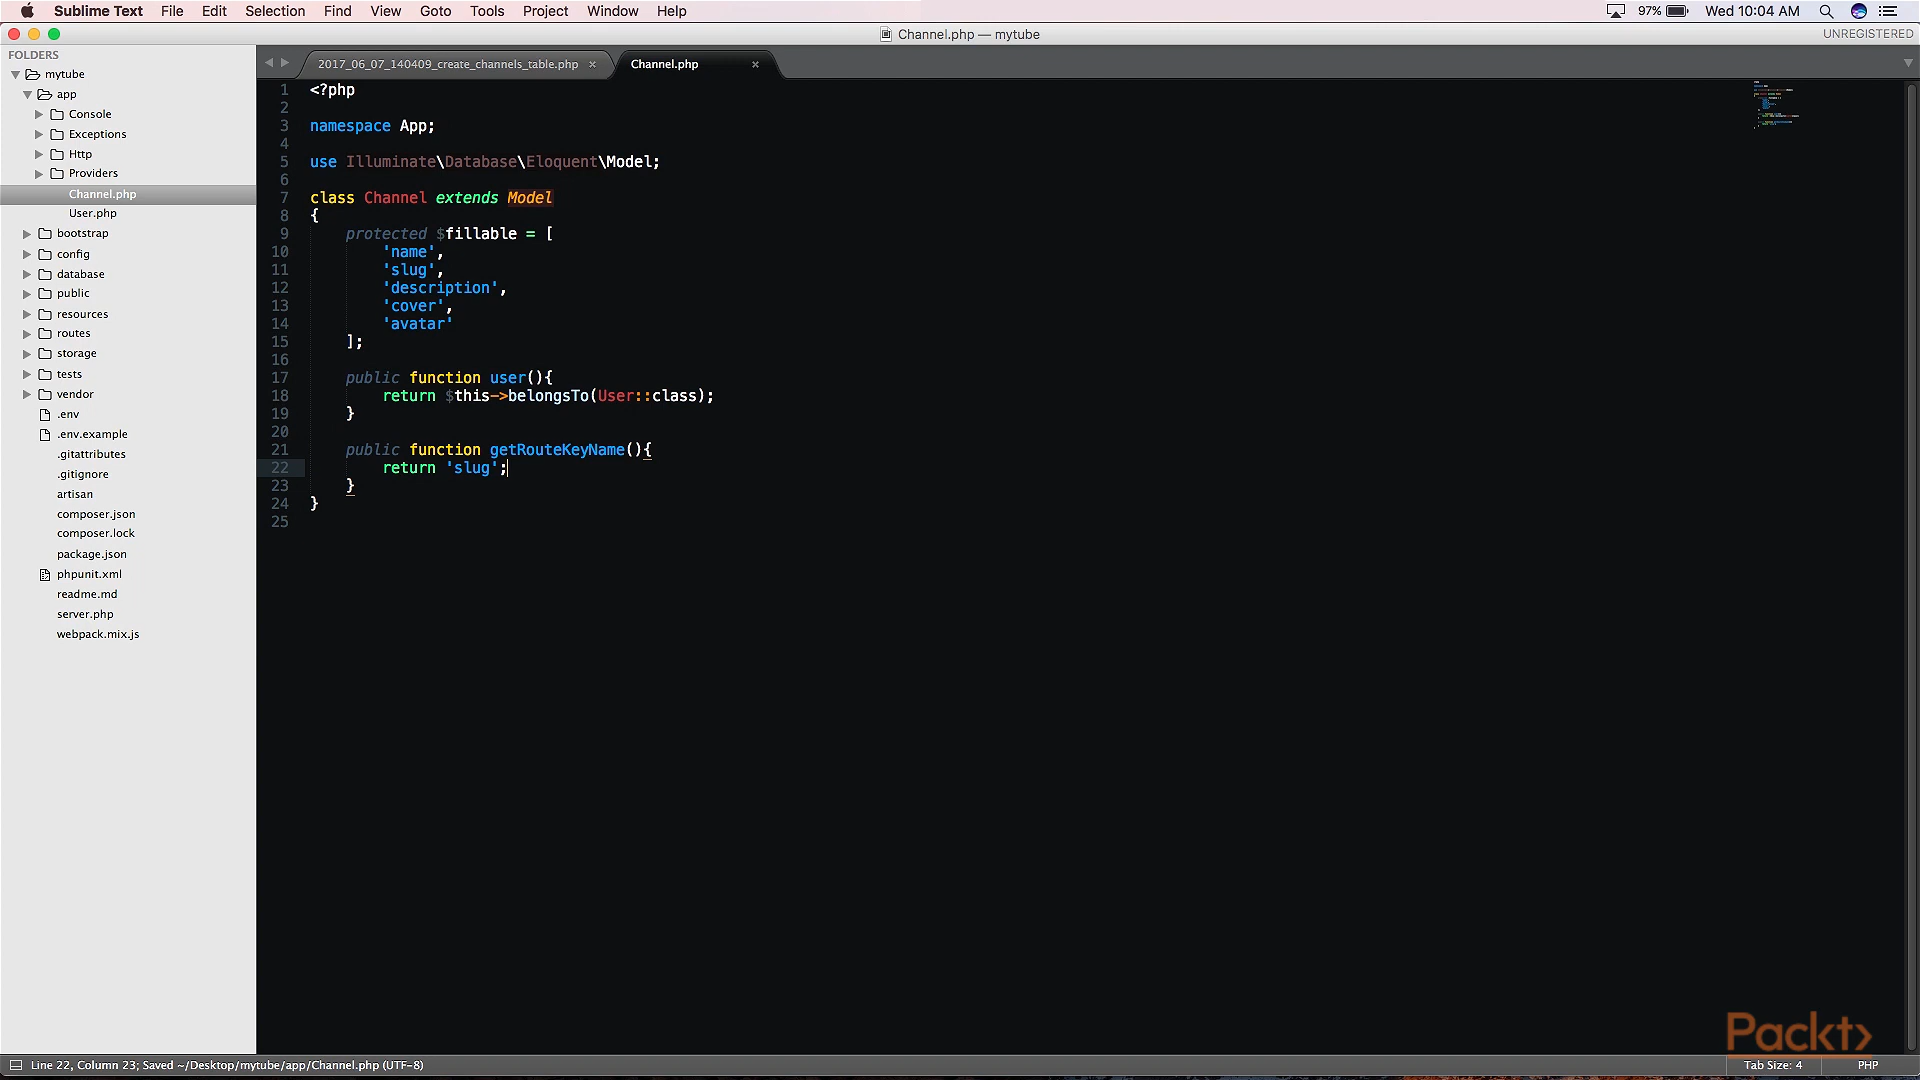 Sublime Text File Edit Selection Find View Goto Tools Project Window Help 97% Wed 10:04 AM
Channel.php — mytube UNREGISTERED
FOLDERS
mytube
app
Console
Exceptions
Http
Providers
Channel.php
User.php
bootstrap
config
database
public
resources
routes
storage
tests
vendor
.env
.env.example
.gitattributes
.gitignore
artisan
composer.json
composer.lock
package.json
phpunit.xml
readme.md
server.php
webpack.mix.js
2017_06_07_140409_create_channels_table.php × Channel.php ×
1 <?php
2
3 namespace App;
4
5 use Illuminate\Database\Eloquent\Model;
6
7 class Channel extends Model
8 {
9     protected $fillable = [
10         'name',
11         'slug',
12         'description',
13         'cover',
14         'avatar'
15     ];
16
17     public function user(){
18         return $this->belongsTo(User::class);
19     }
20
21     public function getRouteKeyName(){
22         return 'slug';
23     }
24 }
25
Packt>
Line 22, Column 23; Saved ~/Desktop/mytube/app/Channel.php (UTF-8) Tab Size: 4 PHP